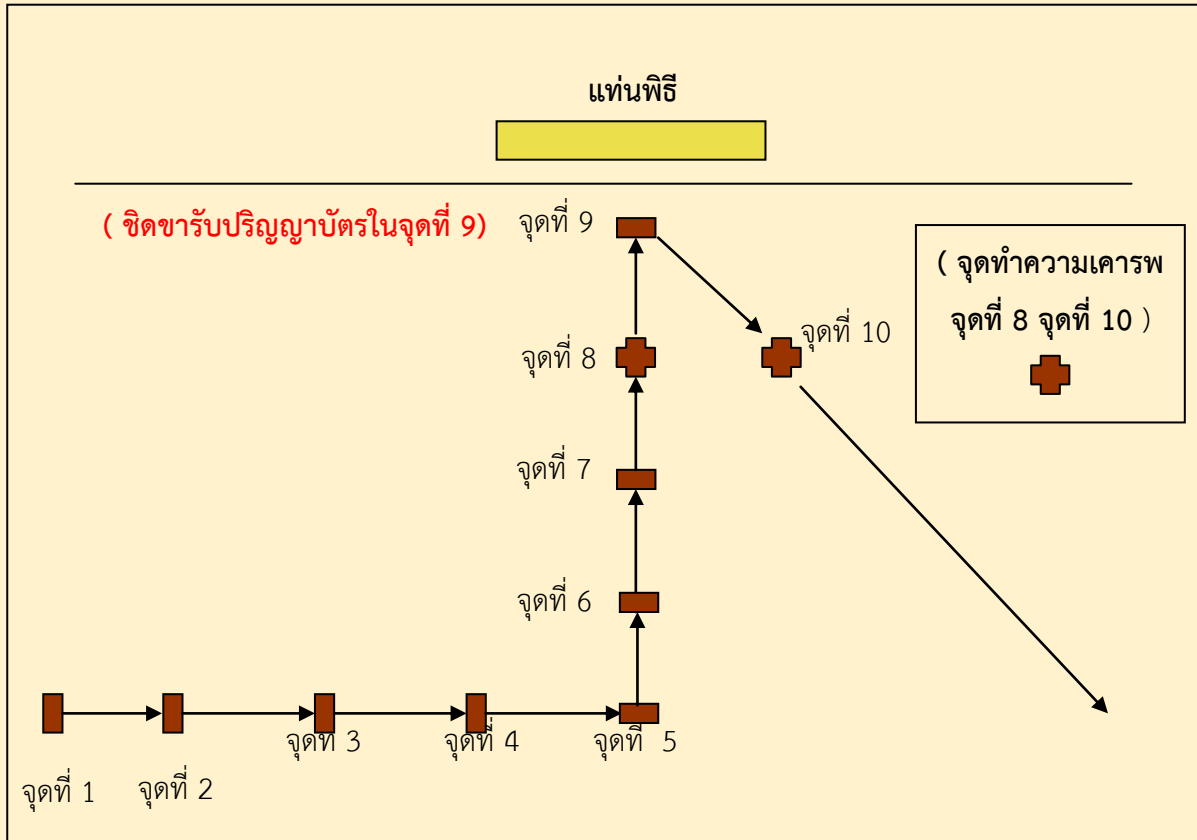 แท่นพิธี
( ชิดขารับปริญญาบัตรในจุดที่ 9)
จุดที่ 9
( จุดทำความเคารพ
จุดที่ 8 จุดที่ 10 )
จุดที่ 10
จุดที่ 8
จุดที่ 7
จุดที่ 6
จุดที่ 3
จุดที่ 4
จุดที่ 5
จุดที่ 1
จุดที่ 2